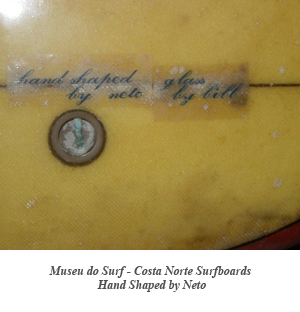 hand shaped
by neto
glass
by bill
Museu do Surf - Costa Norte Surfboards
Hand Shaped by Neto